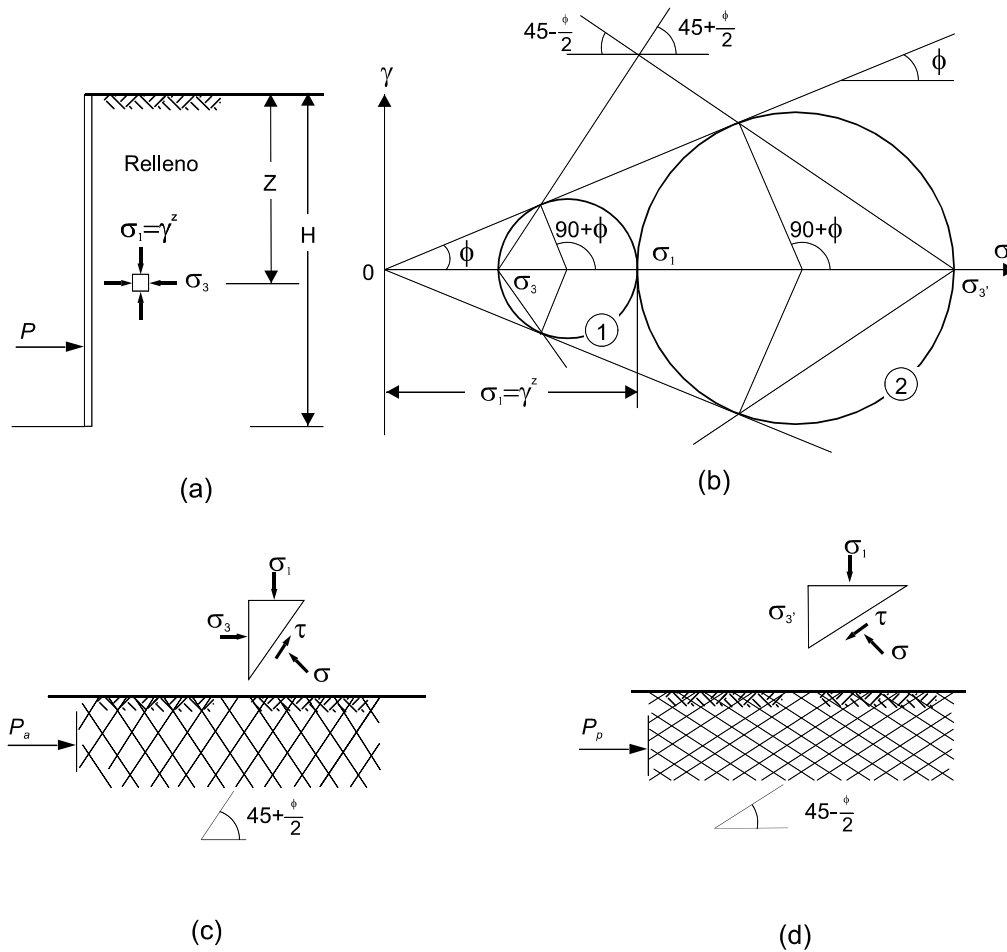 Relleno
Z
H
σ₁=γᶻ
σ₃
P
(a)
45-ϕ/2
45+ϕ/2
γ
ϕ
ϕ
90+ϕ
90+ϕ
0
σ₃
σ₁
σ
σ₃'
1
2
σ₁=γᶻ
(b)
σ₁
σ₃
τ
σ
Pₐ
45+ϕ/2
(c)
σ₁
σ₃'
τ
σ
Pₚ
45-ϕ/2
(d)